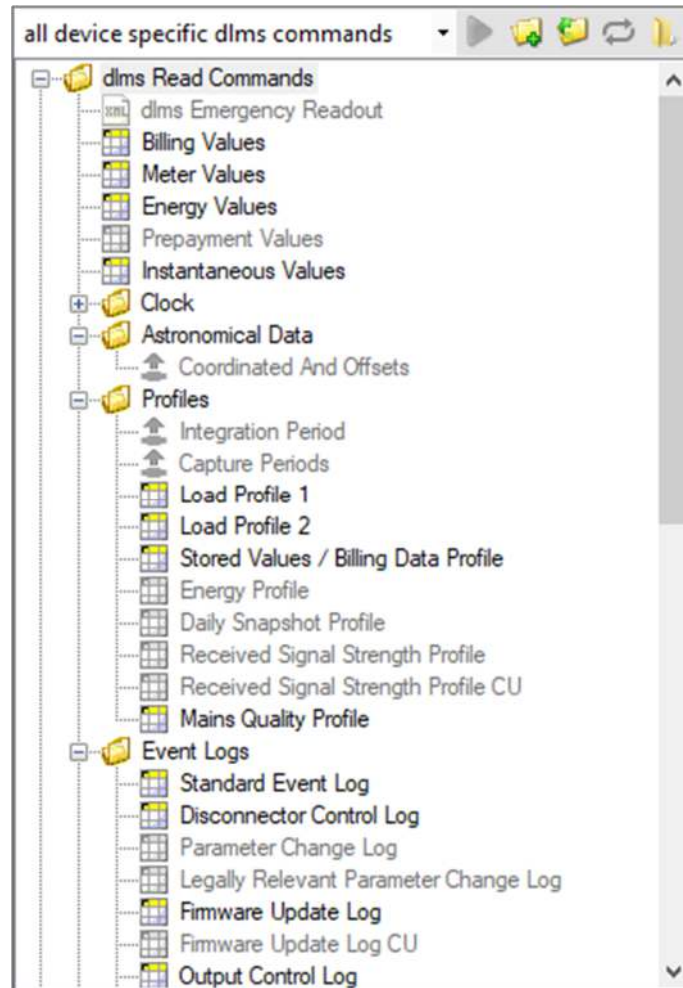 all device specific dlms commands
dlms Read Commands
XML dlms Emergency Readout
Billing Values
Meter Values
Energy Values
Prepayment Values
Instantaneous Values
Clock
Astronomical Data
Coordinated And Offsets
Profiles
Integration Period
Capture Periods
Load Profile 1
Load Profile 2
Stored Values / Billing Data Profile
Energy Profile
Daily Snapshot Profile
Received Signal Strength Profile
Received Signal Strength Profile CU
Mains Quality Profile
Event Logs
Standard Event Log
Disconnector Control Log
Parameter Change Log
Legally Relevant Parameter Change Log
Firmware Update Log
Firmware Update Log CU
Output Control Log